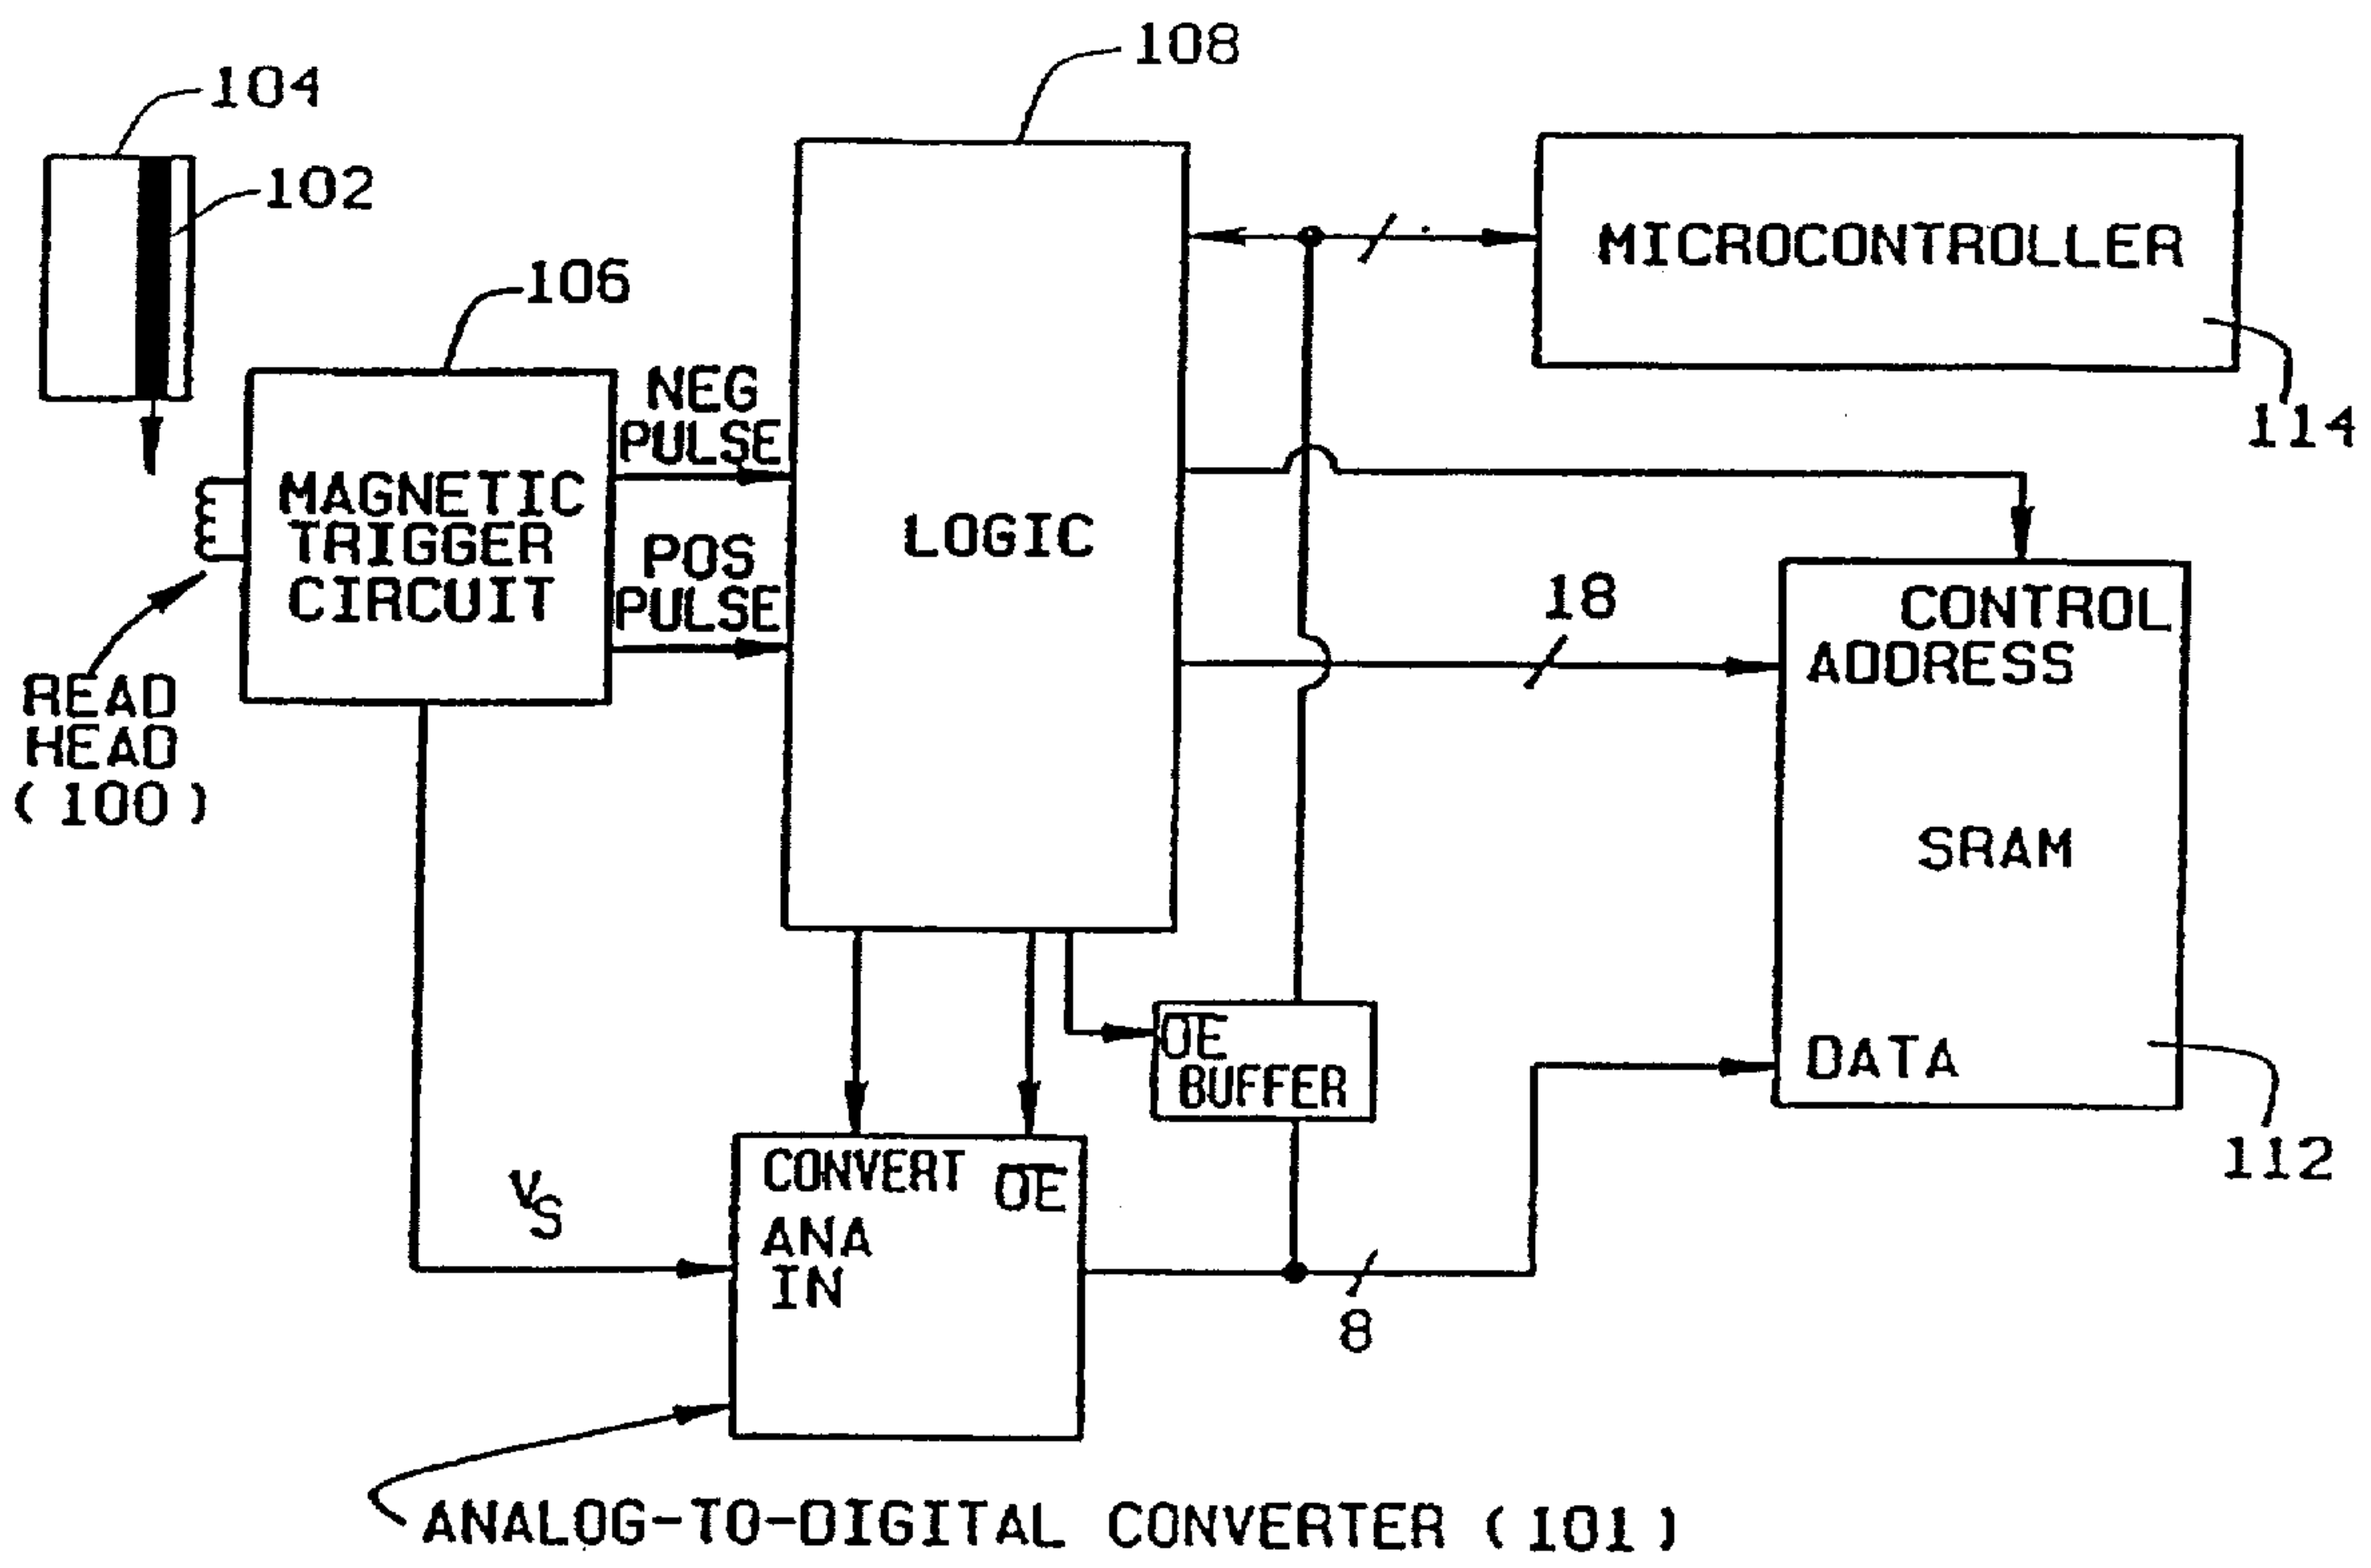 108
104
102
106
MICROCONTROLLER
114
NEG
PULSE
MAGNETIC
TRIGGER
CIRCUIT
POS
PULSE
LOGIC
18
CONTROL
ADDRESS
READ
HEAD
(100)
SRAM
OE
BUFFER
DATA
112
VS
CONVERT OE
ANA
IN
8
ANALOG-TO-DIGITAL CONVERTER (101)